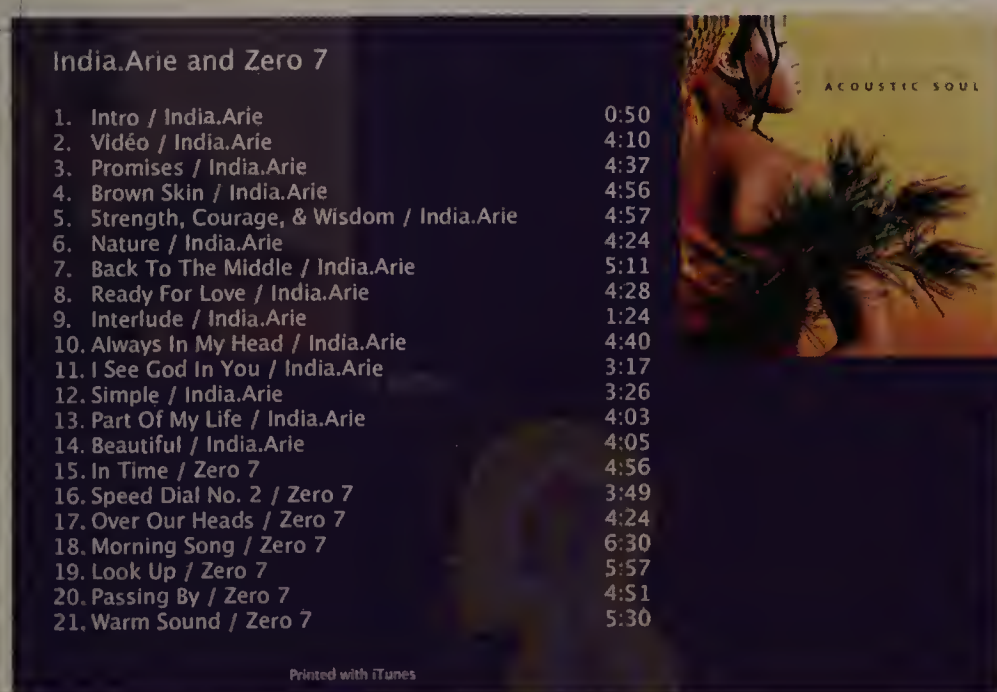 India.Arie and Zero 7
ACOUSTIC SOUL
1. Intro / India.Arie 0:50
2. Vidéo / India.Arie 4:10
3. Promises / India.Arie 4:37
4. Brown Skin / India.Arie 4:56
5. Strength, Courage, & Wisdom / India.Arie 4:57
6. Nature / India.Arie 4:24
7. Back To The Middle / India.Arie 5:11
8. Ready For Love / India.Arie 4:28
9. Interlude / India.Arie 1:24
10. Always In My Head / India.Arie 4:40
11. I See God In You / India.Arie 3:17
12. Simple / India.Arie 3:26
13. Part Of My Life / India.Arie 4:03
14. Beautiful / India.Arie 4:05
15. In Time / Zero 7 4:56
16. Speed Dial No. 2 / Zero 7 3:49
17. Over Our Heads / Zero 7 4:24
18. Morning Song / Zero 7 6:30
19. Look Up / Zero 7 5:57
20. Passing By / Zero 7 4:51
21. Warm Sound / Zero 7 5:30
Printed with iTunes